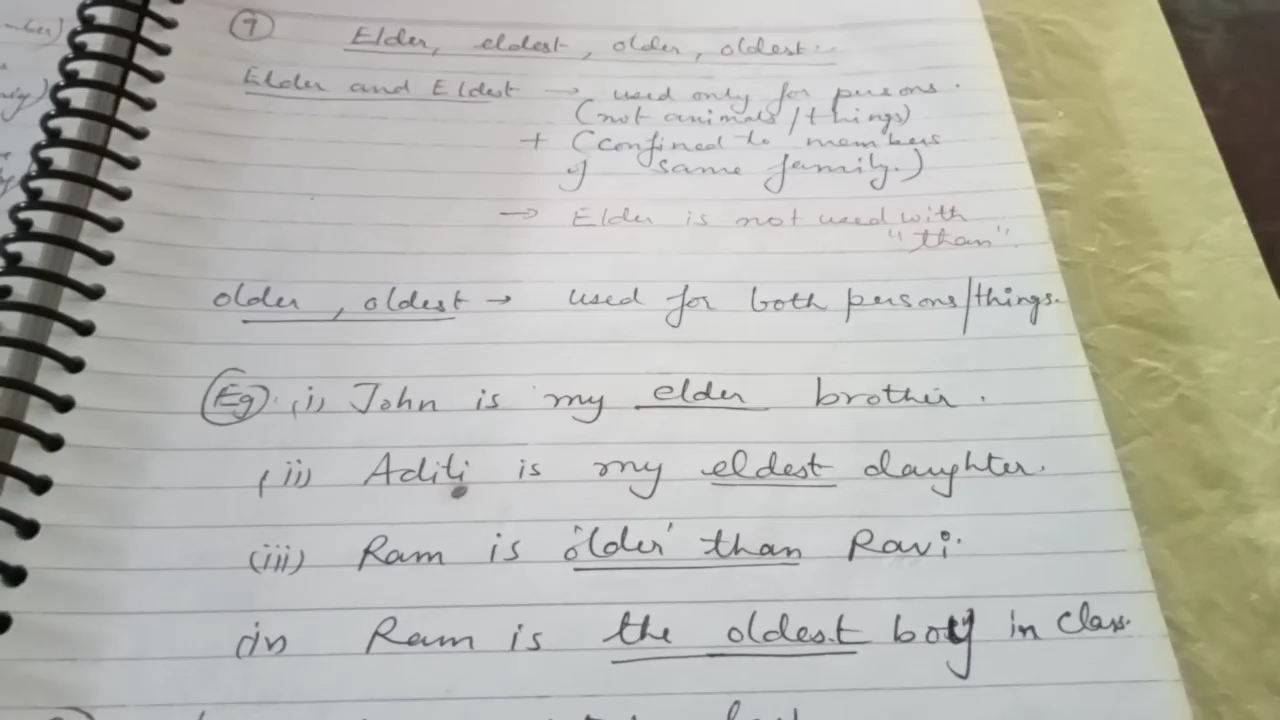 7 Elder, eldest, older, oldest:
Elder and Eldest → used only for persons.
(not animals/things)
+ (confined to members
of same family.)
→ Elder is not used with
"than".
older, oldest → used for both persons/things.
Eg. (i) John is my elder brother.
(ii) Aditi is my eldest daughter.
(iii) Ram is 'older' than Ravi.
(iv Ram is the oldest boy in class.